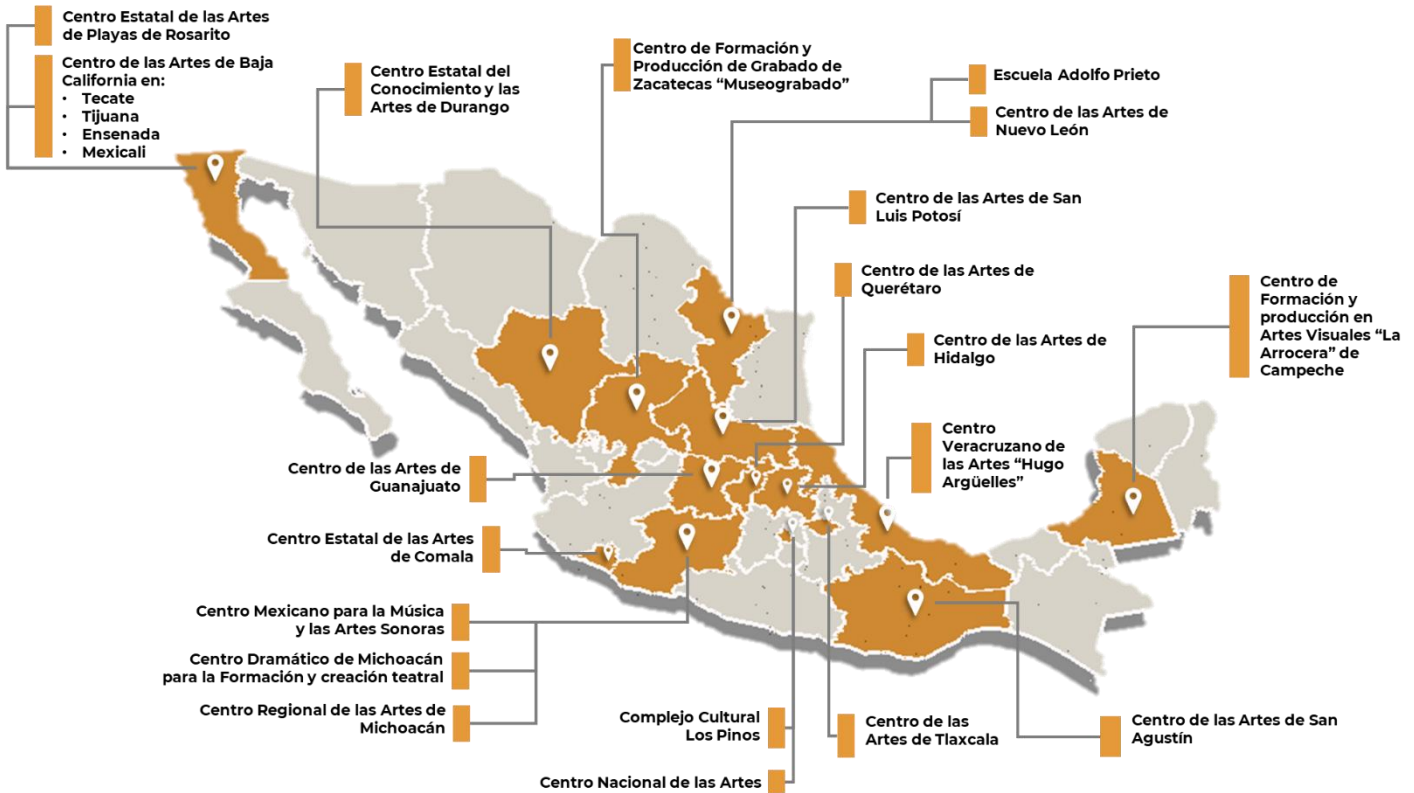 Centro Estatal de las Artes
de Playas de Rosarito
Centro de las Artes de Baja
California en:
• Tecate
• Tijuana
• Ensenada
• Mexicali
Centro Estatal del
Conocimiento y las
Artes de Durango
Centro de Formación y
Producción de Grabado de
Zacatecas “Museograbado”
Escuela Adolfo Prieto
Centro de las Artes de
Nuevo León
Centro de las Artes de San
Luis Potosí
Centro de las Artes de
Querétaro
Centro de las Artes de
Hidalgo
Centro de
Formación y
producción en
Artes Visuales “La
Arrocera” de
Campeche
Centro
Veracruzano de
las Artes “Hugo
Argüelles”
Centro de las Artes de
Guanajuato
Centro Estatal de las Artes
de Comala
Centro Mexicano para la Música
y las Artes Sonoras
Centro Dramático de Michoacán
para la Formación y creación teatral
Centro Regional de las Artes de
Michoacán
Complejo Cultural
Los Pinos
Centro Nacional de las Artes
Centro de las
Artes de Tlaxcala
Centro de las Artes de San
Agustín